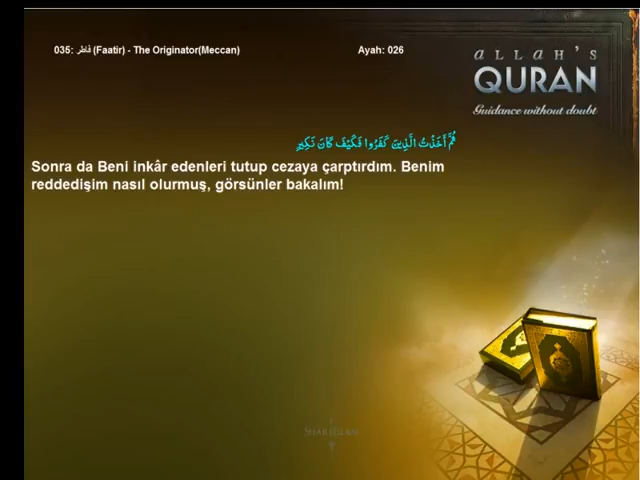 035: فاطر (Faatir) - The Originator(Meccan) Ayah: 026
ALLAH'S
QURAN
Guidance without doubt
ثُمَّ أَخَذْتُ الَّذِينَ كَفَرُوا فَكَيْفَ كَانَ نَكِيرِ
Sonra da Beni inkâr edenleri tutup cezaya çarptırdım. Benim
reddedişim nasıl olurmuş, görsünler bakalım!